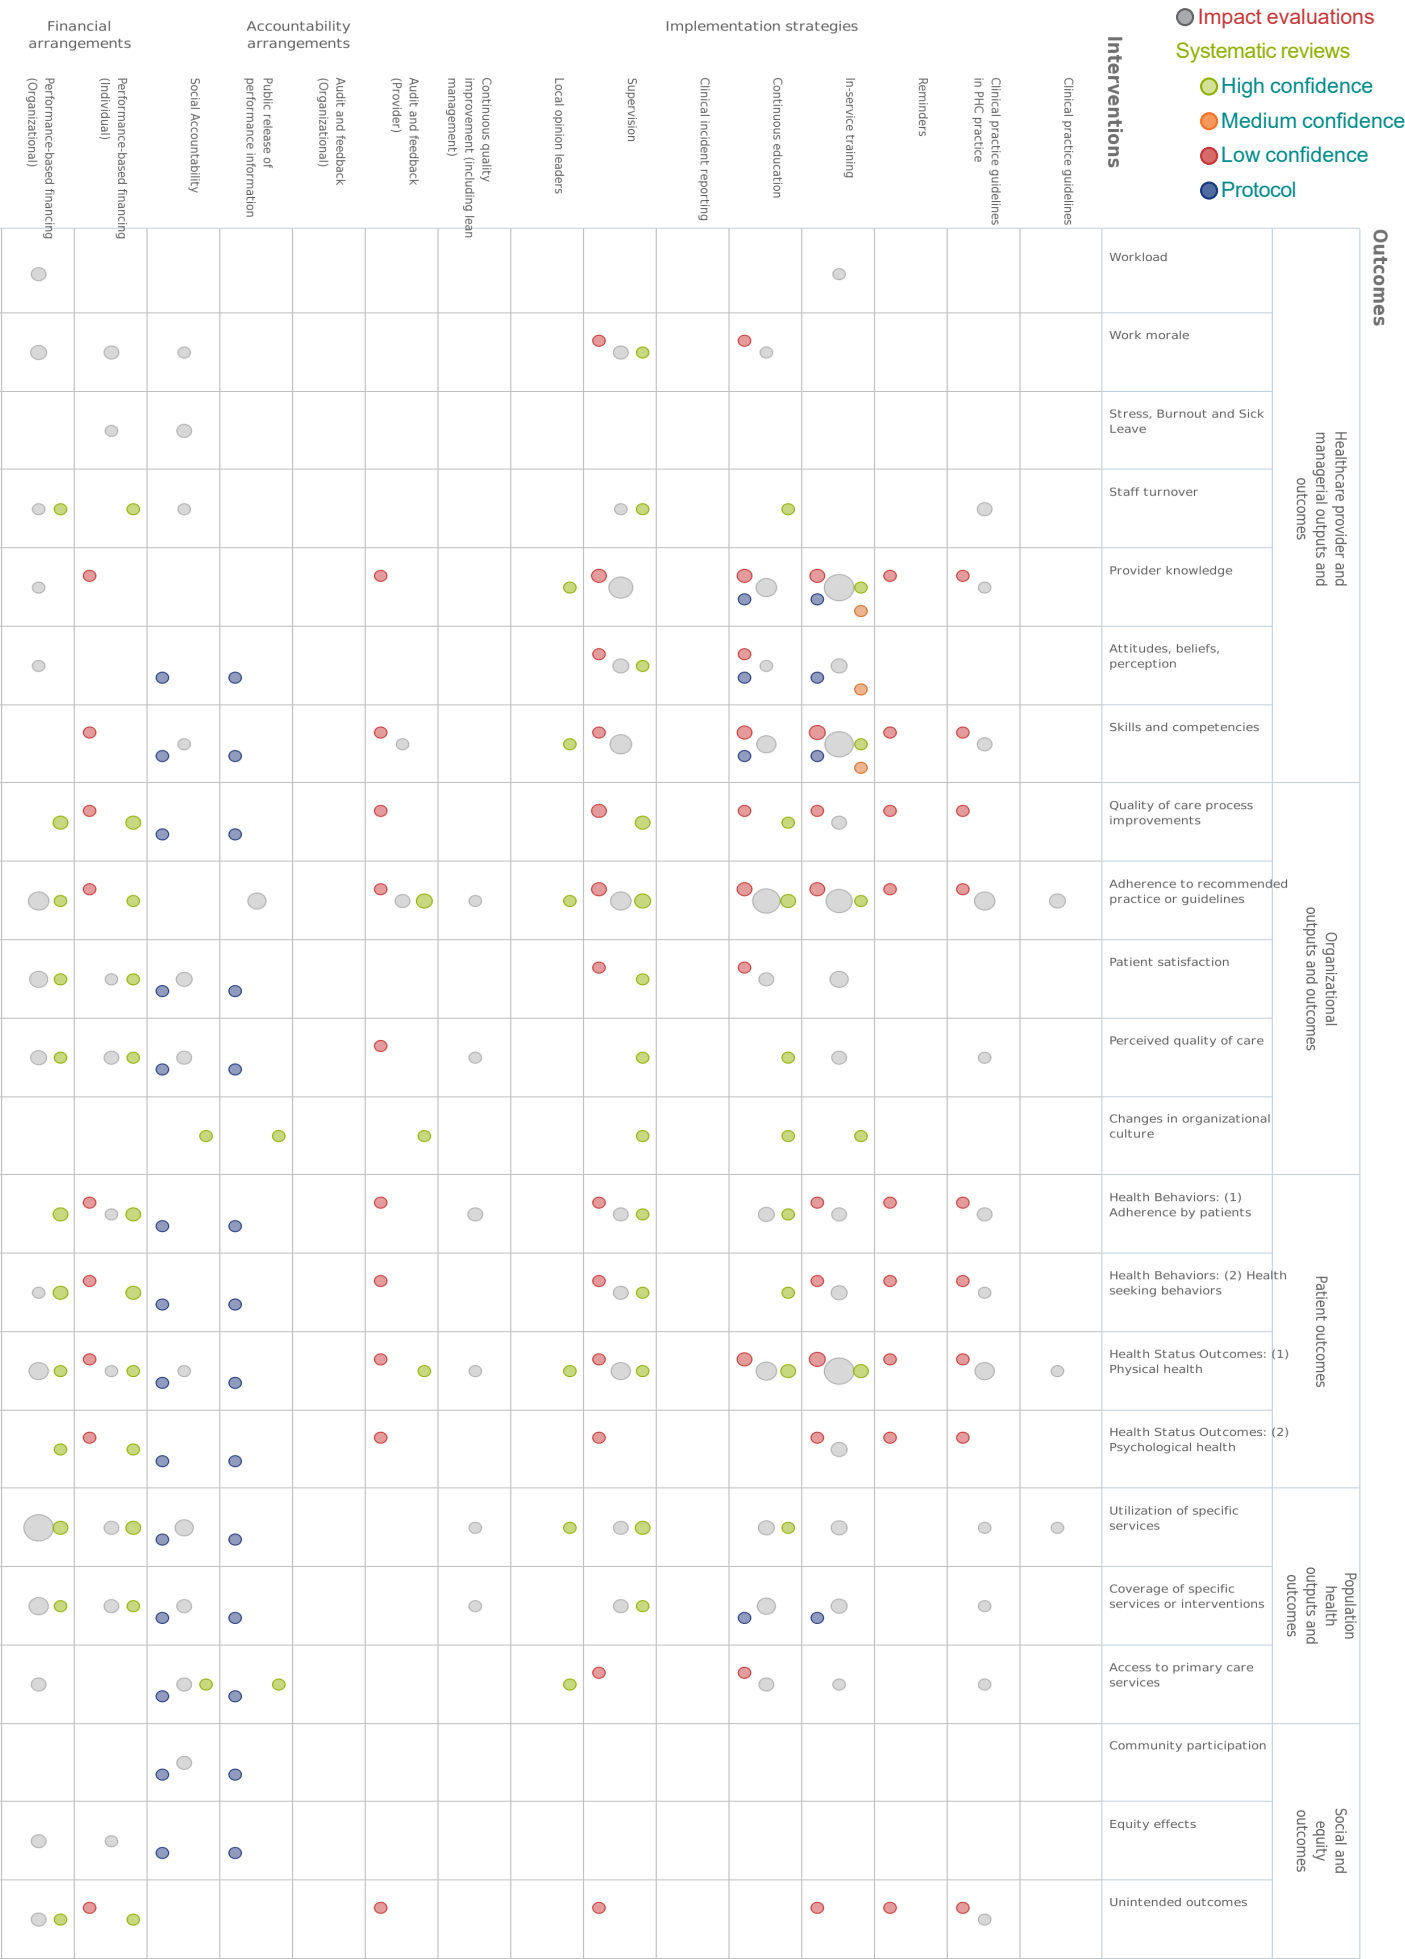 Impact evaluations
Systematic reviews
High confidence
Medium confidence
Low confidence
Protocol
Financial
arrangements
Accountability
arrangements
Implementation strategies
Interventions
Outcomes
Performance-based financing
(Organizational)
Performance-based financing
(Individual)
Social Accountability
Public release of
performance information
Audit and feedback
(Organizational)
Audit and feedback
(Provider)
Continuous quality
improvement (including lean
management)
Local opinion leaders
Supervision
Clinical incident reporting
Continuous education
In-service training
Reminders
Clinical practice guidelines
in PHC practice
Clinical practice guidelines
Healthcare provider and
managerial outputs and
outcomes
Workload
Work morale
Stress, Burnout and Sick
Leave
Staff turnover
Provider knowledge
Attitudes, beliefs,
perception
Skills and competencies
Organizational
outputs and outcomes
Quality of care process
improvements
Adherence to recommended
practice or guidelines
Patient satisfaction
Perceived quality of care
Changes in organizational
culture
Patient outcomes
Health Behaviors: (1)
Adherence by patients
Health Behaviors: (2) Health
seeking behaviors
Health Status Outcomes: (1)
Physical health
Health Status Outcomes: (2)
Psychological health
Population
health
outputs and
outcomes
Utilization of specific
services
Coverage of specific
services or interventions
Access to primary care
services
Social and
equity
outcomes
Community participation
Equity effects
Unintended outcomes